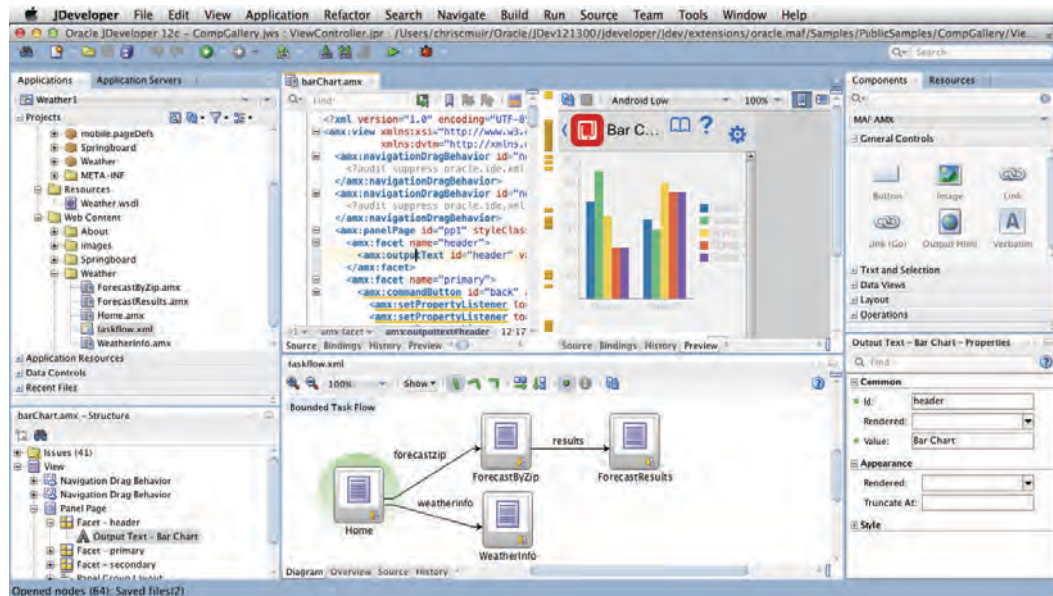 JDeveloper File Edit View Application Refactor Search Navigate Build Run Source Team Tools Window Help
Oracle JDeveloper 12c - CompGallery.jws : ViewController.jpr : /Users/chriscmuir/Oracle/JDev121300/jdeveloper/jdev/extensions/oracle.maf/Samples/PublicSamples/CompGallery/Vie...
Search
Applications Application Servers
Weather1
Projects
mobile.pageDefs
Springboard
Weather
META-INF
Resources
Weather.wsdl
Web Content
About
images
Springboard
Weather
ForecastByZip.amx
ForecastResults.amx
Home.amx
taskflow.xml
WeatherInfo.amx
Application Resources
Data Controls
Recent Files
barChart.amx - Structure
Issues (41)
View
Navigation Drag Behavior
Navigation Drag Behavior
Panel Page
Facet - header
Output Text - Bar Chart
Facet - primary
Facet - secondary
Panel Group Layout
Opened nodes (64); Saved files(2)
barChart.amx
Find
<?xml version="1.0" encoding="UTF-8"
<amx:view xmlns:xsi="http://www.w3.o
xmlns:dvtm="http://xmlns.o
<amx:navigationDragBehavior id="n
<?audit suppress oracle.ide.xml
</amx:navigationDragBehavior>
<amx:navigationDragBehavior id="n
<?audit suppress oracle.ide.xml
</amx:navigationDragBehavior>
<amx:panelPage id="pp1" styleClas
<amx:facet name="header">
<amx:outputText id="header" v
</amx:facet>
<amx:facet name="primary">
<amx:commandButton id="back"
<amx:setPropertyListener to
<amx:setPropertyListener to
amx:facet amx:outputtext#header 12:17
Source Bindings History Preview
Android Low 100%
Bar C... ?
Source Bindings History Preview
taskflow.xml
100% Show
Bounded Task Flow
forecastzip
results
ForecastByZip
ForecastResults
weatherinfo
Home
WeatherInfo
Diagram Overview Source History
Components Resources
MAF AMX
General Controls
Button Image Link
Link (Go) Output Html Verbatim
Text and Selection
Data Views
Layout
Operations
Output Text - Bar Chart - Properties
Find
Common
Id: header
Rendered:
Value: Bar Chart
Appearance
Rendered:
Truncate At:
Style